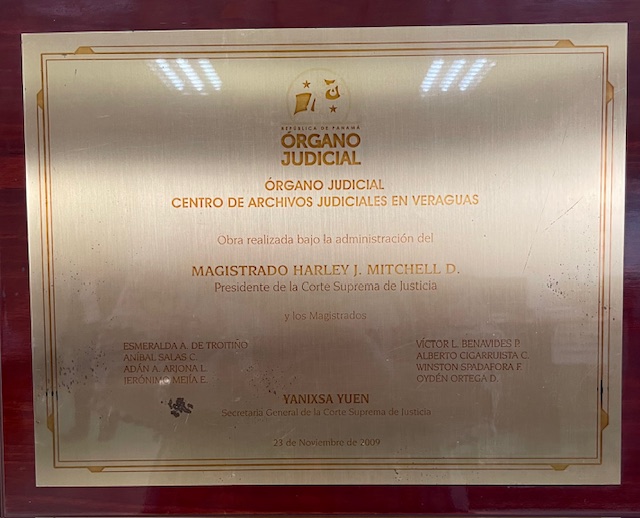 REPÚBLICA DE PANAMÁ
ÓRGANO
JUDICIAL
ÓRGANO JUDICIAL
CENTRO DE ARCHIVOS JUDICIALES EN VERAGUAS
Obra realizada bajo la administración del
MAGISTRADO HARLEY J. MITCHELL D.
Presidente de la Corte Suprema de Justicia
y los Magistrados
ESMERALDA A. DE TROITIÑO
ANÍBAL SALAS C.
ADÁN A. ARJONA L.
JERÓNIMO MEJÍA E.
VÍCTOR L. BENAVIDES P.
ALBERTO CIGARRUISTA C.
WINSTON SPADAFORA F.
OYDÉN ORTEGA D.
YANIXSA YUEN
Secretaria General de la Corte Suprema de Justicia
23 de Noviembre de 2009